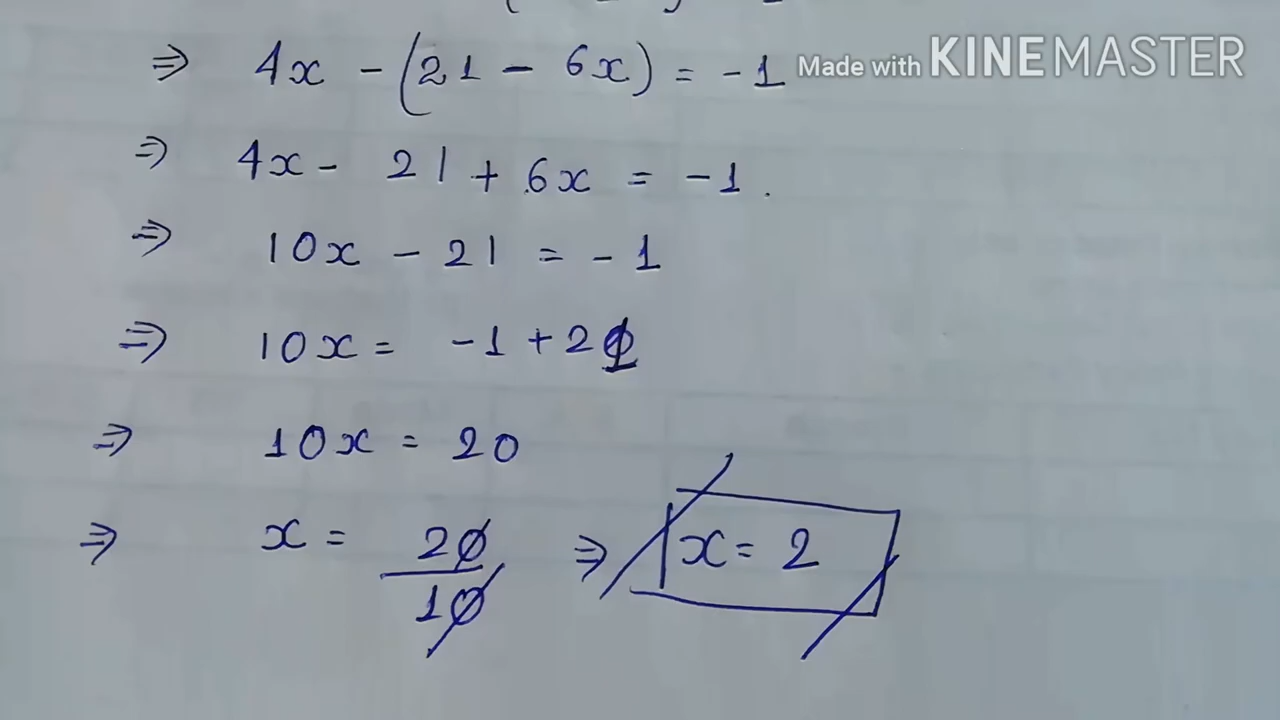 ⇒ 4x - (21 - 6x) = -1 Made with KINEMASTER
⇒ 4x - 21 + 6x = -1.
⇒ 10x - 21 = -1
⇒ 10x = -1 + 21
⇒ 10x = 20
⇒ x = 20/10 ⇒ x = 2